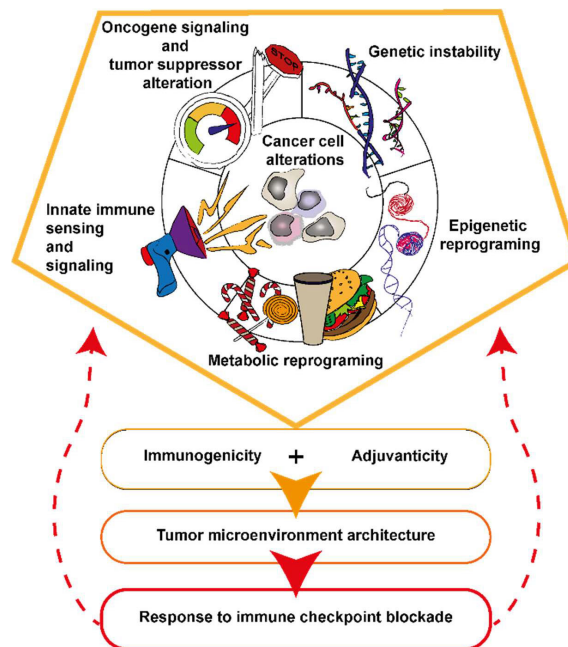 Oncogene signaling
and
tumor suppressor
alteration
STOP
Genetic instability
Cancer cell
alterations
Innate immune
sensing
and
signaling
Epigenetic
reprograming
Metabolic reprograming
Immunogenicity + Adjuvanticity
Tumor microenvironment architecture
Response to immune checkpoint blockade